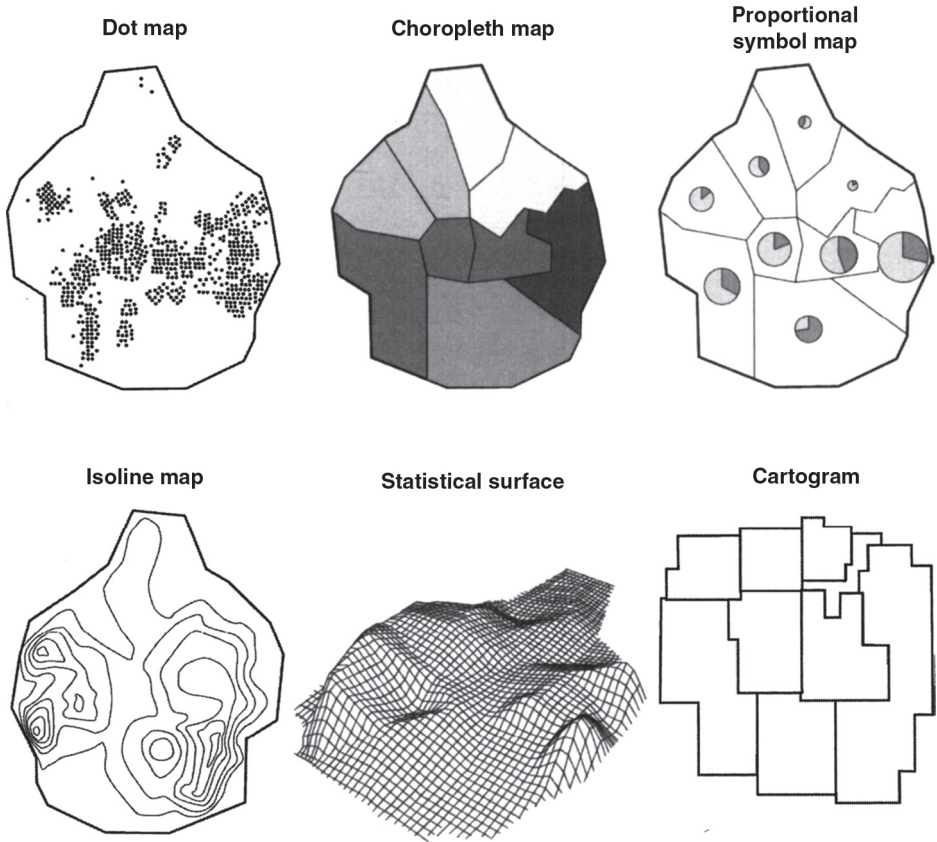 Dot map
Choropleth map
Proportional
symbol map
Isoline map
Statistical surface
Cartogram